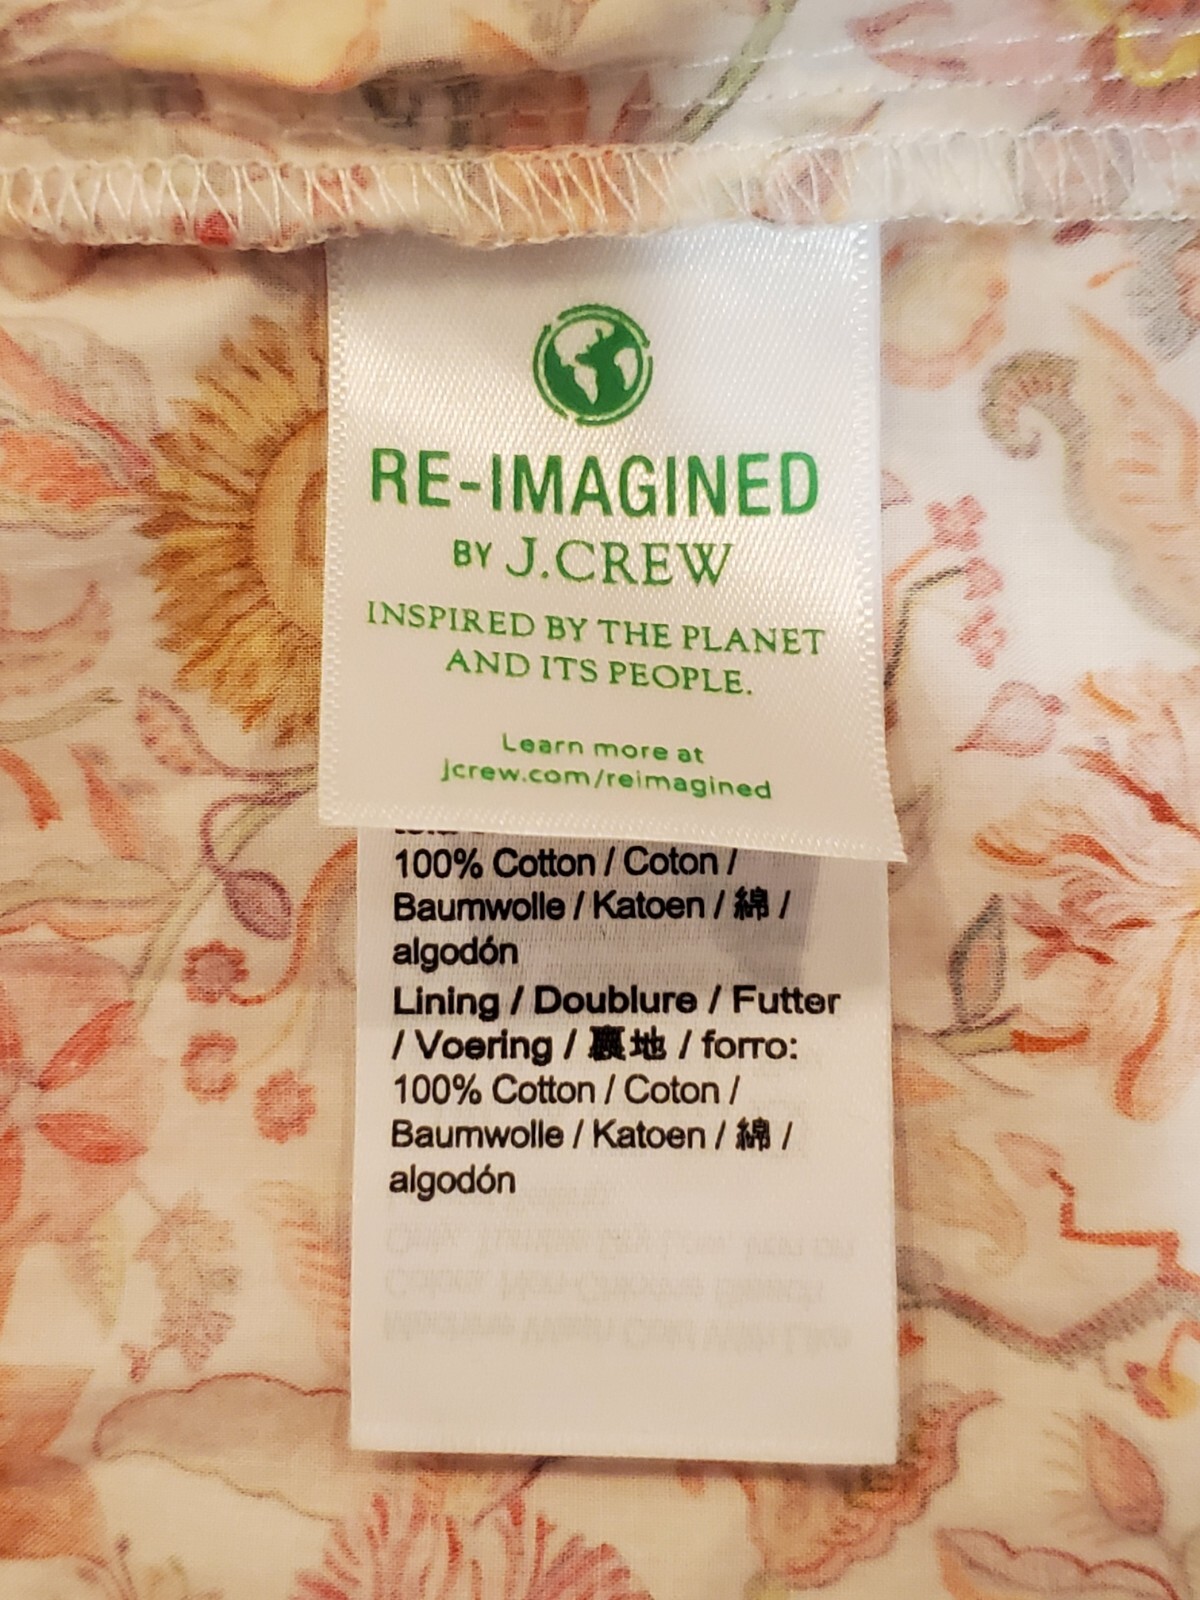 RE-IMAGINED
BY J.CREW
INSPIRED BY THE PLANET
AND ITS PEOPLE.
Learn more at
jcrew.com/reimagined
100% Cotton / Coton /
Baumwolle / Katoen / 綿 /
algodón
Lining / Doublure / Futter
/ Voering / 裏地 / forro:
100% Cotton / Coton /
Baumwolle / Katoen / 綿 /
algodón